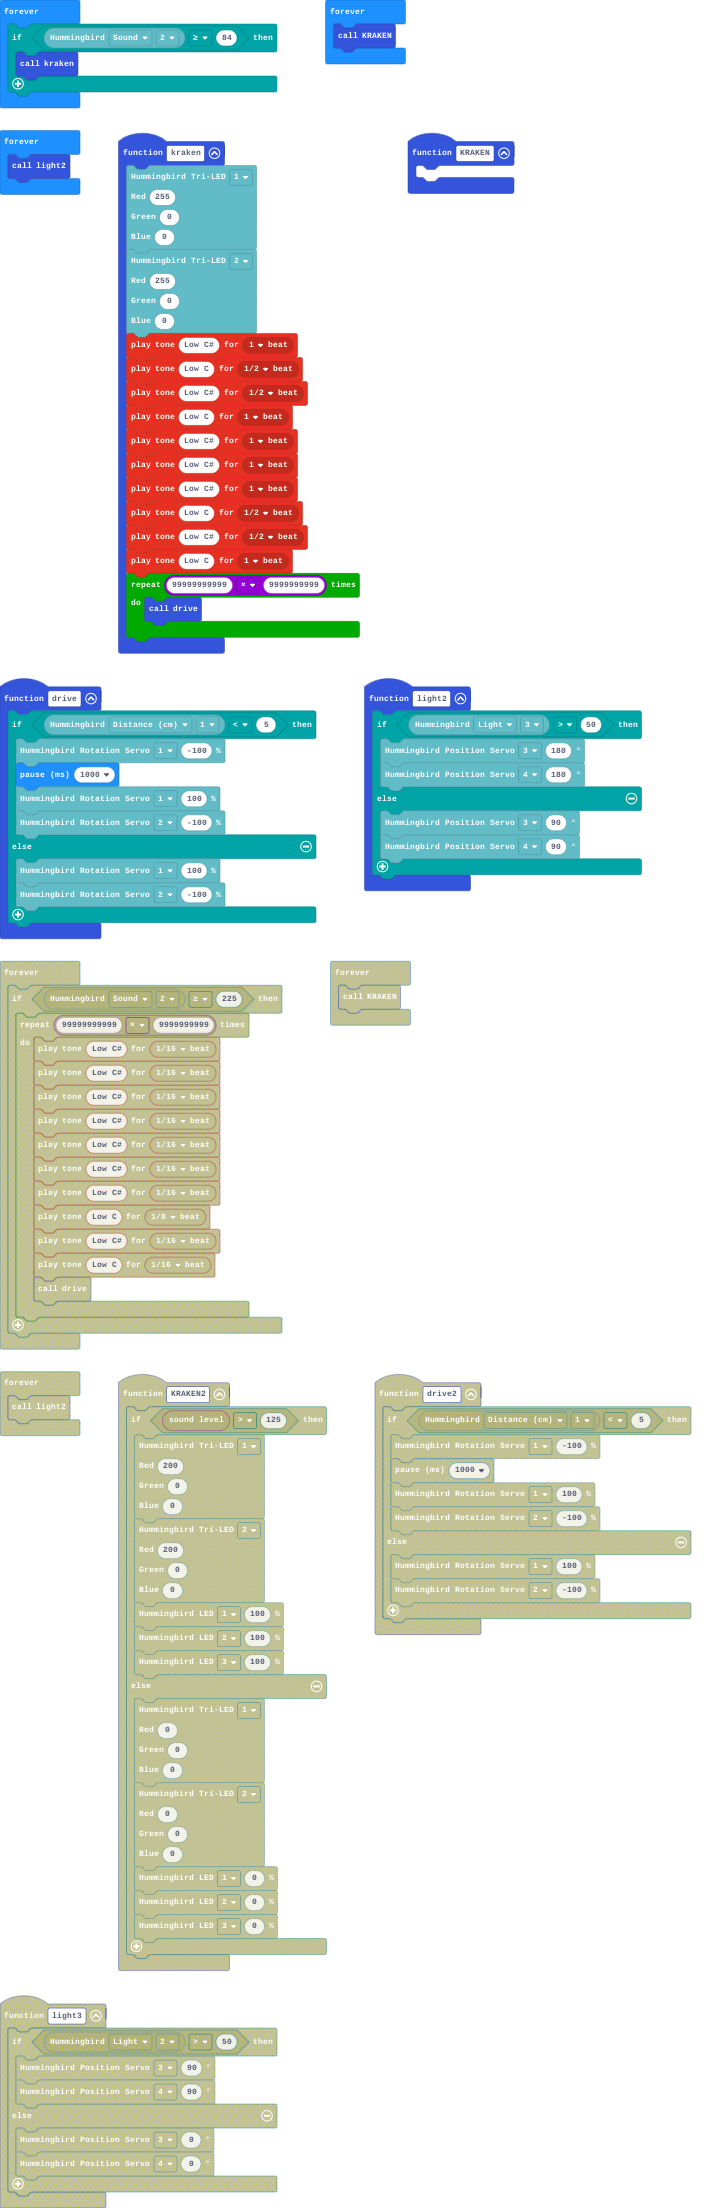 forever
if Hummingbird Sound 2 ≥ 84 then
call kraken
forever
call KRAKEN
forever
call light2
function kraken
Hummingbird Tri-LED 1
Red 255
Green 0
Blue 0
Hummingbird Tri-LED 2
Red 255
Green 0
Blue 0
play tone Low C# for 1 beat
play tone Low C for 1/2 beat
play tone Low C# for 1/2 beat
play tone Low C for 1 beat
play tone Low C# for 1 beat
play tone Low C# for 1 beat
play tone Low C# for 1 beat
play tone Low C for 1/2 beat
play tone Low C# for 1/2 beat
play tone Low C for 1 beat
repeat 99999999999 × 9999999999 times
do call drive
function KRAKEN
function drive
if Hummingbird Distance (cm) 1 < 5 then
Hummingbird Rotation Servo 1 -100 %
pause (ms) 1000
Hummingbird Rotation Servo 1 100 %
Hummingbird Rotation Servo 2 -100 %
else
Hummingbird Rotation Servo 1 100 %
Hummingbird Rotation Servo 2 -100 %
function light2
if Hummingbird Light 3 > 50 then
Hummingbird Position Servo 3 180 °
Hummingbird Position Servo 4 180 °
else
Hummingbird Position Servo 3 90 °
Hummingbird Position Servo 4 90 °
forever
if Hummingbird Sound 2 ≥ 225 then
repeat 99999999999 × 9999999999 times
do play tone Low C# for 1/16 beat
play tone Low C# for 1/16 beat
play tone Low C# for 1/16 beat
play tone Low C# for 1/16 beat
play tone Low C# for 1/16 beat
play tone Low C# for 1/16 beat
play tone Low C# for 1/16 beat
play tone Low C for 1/8 beat
play tone Low C# for 1/16 beat
play tone Low C for 1/16 beat
call drive
forever
call KRAKEN
forever
call light2
function KRAKEN2
if sound level > 125 then
Hummingbird Tri-LED 1
Red 200
Green 0
Blue 0
Hummingbird Tri-LED 2
Red 200
Green 0
Blue 0
Hummingbird LED 1 100 %
Hummingbird LED 2 100 %
Hummingbird LED 3 100 %
else
Hummingbird Tri-LED 1
Red 0
Green 0
Blue 0
Hummingbird Tri-LED 2
Red 0
Green 0
Blue 0
Hummingbird LED 1 0 %
Hummingbird LED 2 0 %
Hummingbird LED 3 0 %
function drive2
if Hummingbird Distance (cm) 1 < 5 then
Hummingbird Rotation Servo 1 -100 %
pause (ms) 1000
Hummingbird Rotation Servo 1 100 %
Hummingbird Rotation Servo 2 -100 %
else
Hummingbird Rotation Servo 1 100 %
Hummingbird Rotation Servo 2 -100 %
function light3
if Hummingbird Light 2 > 50 then
Hummingbird Position Servo 3 90 °
Hummingbird Position Servo 4 90 °
else
Hummingbird Position Servo 3 0 °
Hummingbird Position Servo 4 0 °